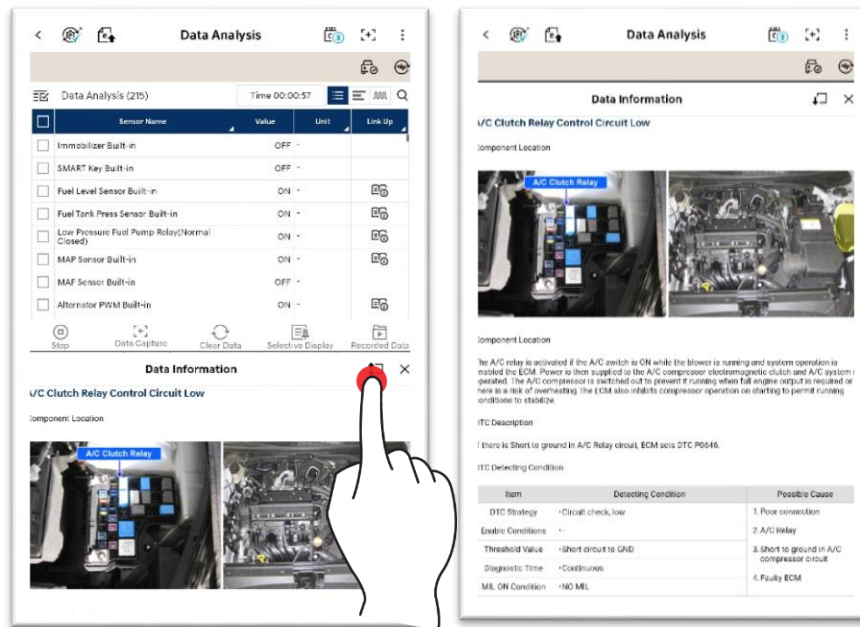 Data Analysis
Data Analysis (215)
Time 00:00:57
Sensor Name Value Unit Link Up
Immobilizer Built-in OFF -
SMART Key Built-in OFF -
Fuel Level Sensor Built-in ON -
Fuel Tank Press Sensor Built-in ON -
Low Pressure Fuel Pump Relay(Normal
Closed) ON -
MAP Sensor Built-in ON -
MAF Sensor Built-in OFF -
Alternator PWM Built-in ON -
Stop Data Capture Clear Data Selective Display Recorded Data
Data Information
A/C Clutch Relay Control Circuit Low
Component Location
A/C Clutch Relay
Data Analysis
Data Information
A/C Clutch Relay Control Circuit Low
Component Location
A/C Clutch Relay
Component Location
The A/C relay is activated if the A/C switch is ON while the blower is running and system operation is
enabled the ECM. Power is then supplied to the A/C compressor electromagnetic clutch and A/C system i
operated. The A/C compressor is switched out to prevent it running when full engine output is required or
there is a risk of overheating The ECM also inhibits compressor operation on starting to permit running
conditions to stabilize.
DTC Description
If there is Short to ground in A/C Relay circuit, ECM sets DTC P0646.
DTC Detecting Condition
Item Detecting Condition Possible Cause
DTC Strategy •Circuit check, low
Enable Conditions •-
Threshold Value •Short circuit to GND
Diagnostic Time •Continuous
MIL ON Condition •NO MIL
1. Poor connection
2. A/C Relay
3. Short to ground in A/C
compressor circuit
4. Faulty ECM